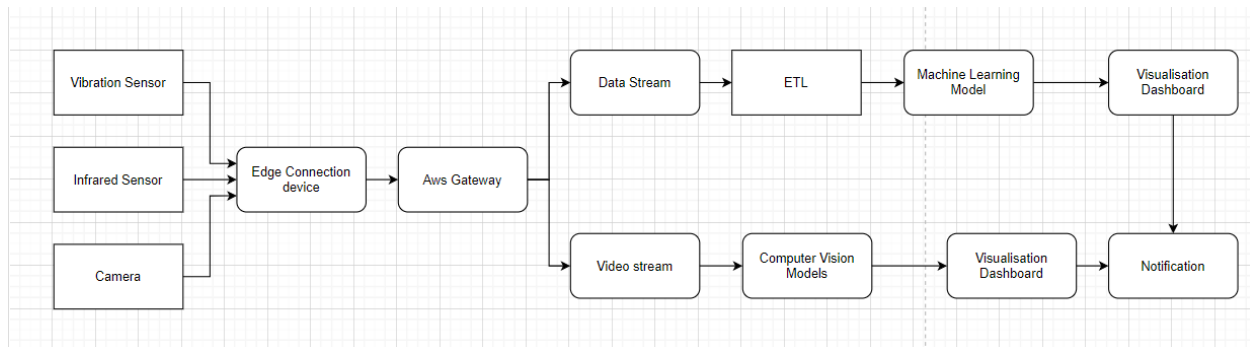 Vibration Sensor
Data Stream
ETL
Machine Learning
Model
Visualisation
Dashboard
Infrared Sensor
Edge Connection
device
Aws Gateway
Camera
Video stream
Computer Vision
Models
Visualisation
Dashboard
Notification